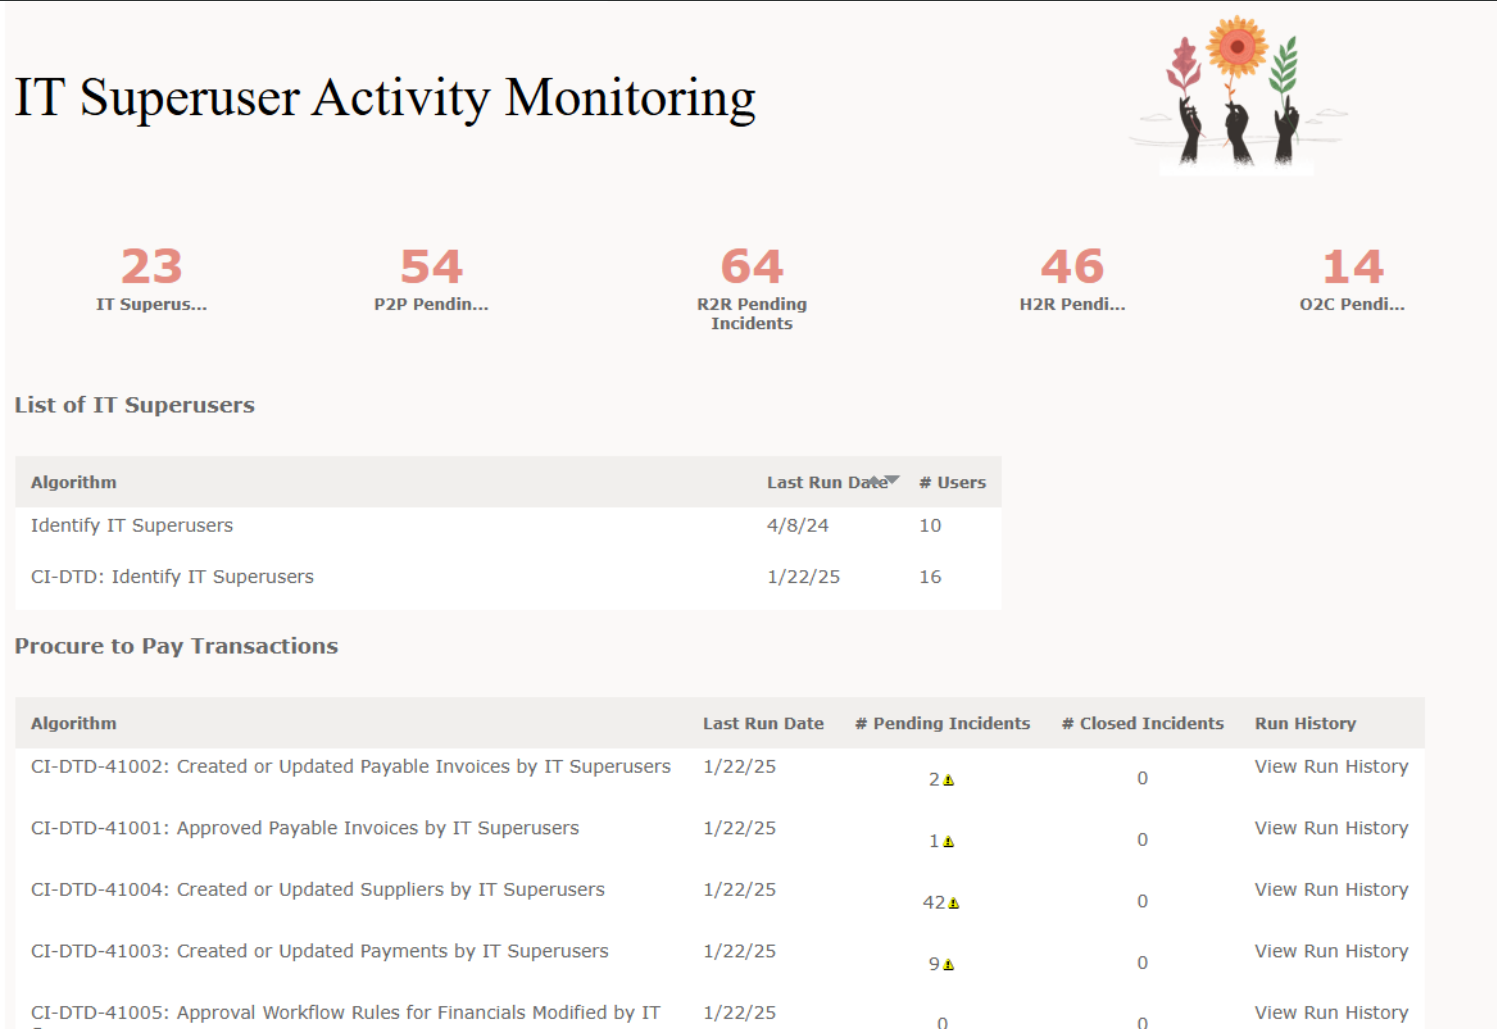 IT Superuser Activity Monitoring
23
IT Superus...
54
P2P Pendin...
64
R2R Pending
Incidents
46
H2R Pendi...
14
O2C Pendi...
List of IT Superusers
Algorithm Last Run Date # Users
Identify IT Superusers 4/8/24 10
CI-DTD: Identify IT Superusers 1/22/25 16
Procure to Pay Transactions
Algorithm Last Run Date # Pending Incidents # Closed Incidents Run History
CI-DTD-41002: Created or Updated Payable Invoices by IT Superusers 1/22/25 2 0 View Run History
CI-DTD-41001: Approved Payable Invoices by IT Superusers 1/22/25 1 0 View Run History
CI-DTD-41004: Created or Updated Suppliers by IT Superusers 1/22/25 42 0 View Run History
CI-DTD-41003: Created or Updated Payments by IT Superusers 1/22/25 9 0 View Run History
CI-DTD-41005: Approval Workflow Rules for Financials Modified by IT 1/22/25 0 0 View Run History